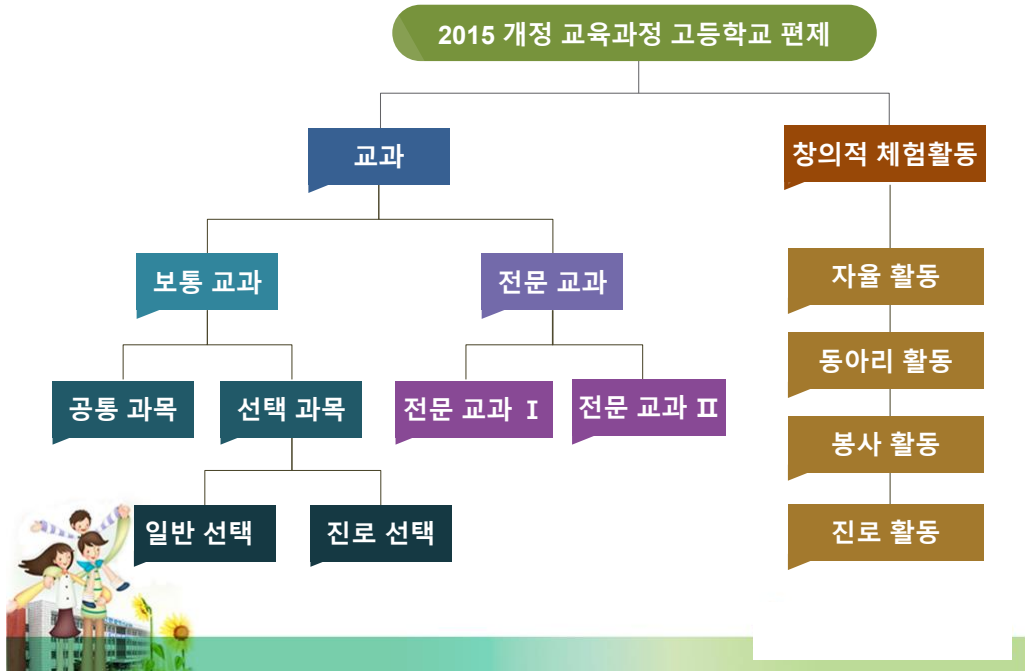 2015 개정 교육과정 고등학교 편제
교과
창의적 체험활동
보통 교과
전문 교과
자율 활동
동아리 활동
공통 과목
선택 과목
전문 교과 Ⅰ
전문 교과 Ⅱ
봉사 활동
일반 선택
진로 선택
진로 활동